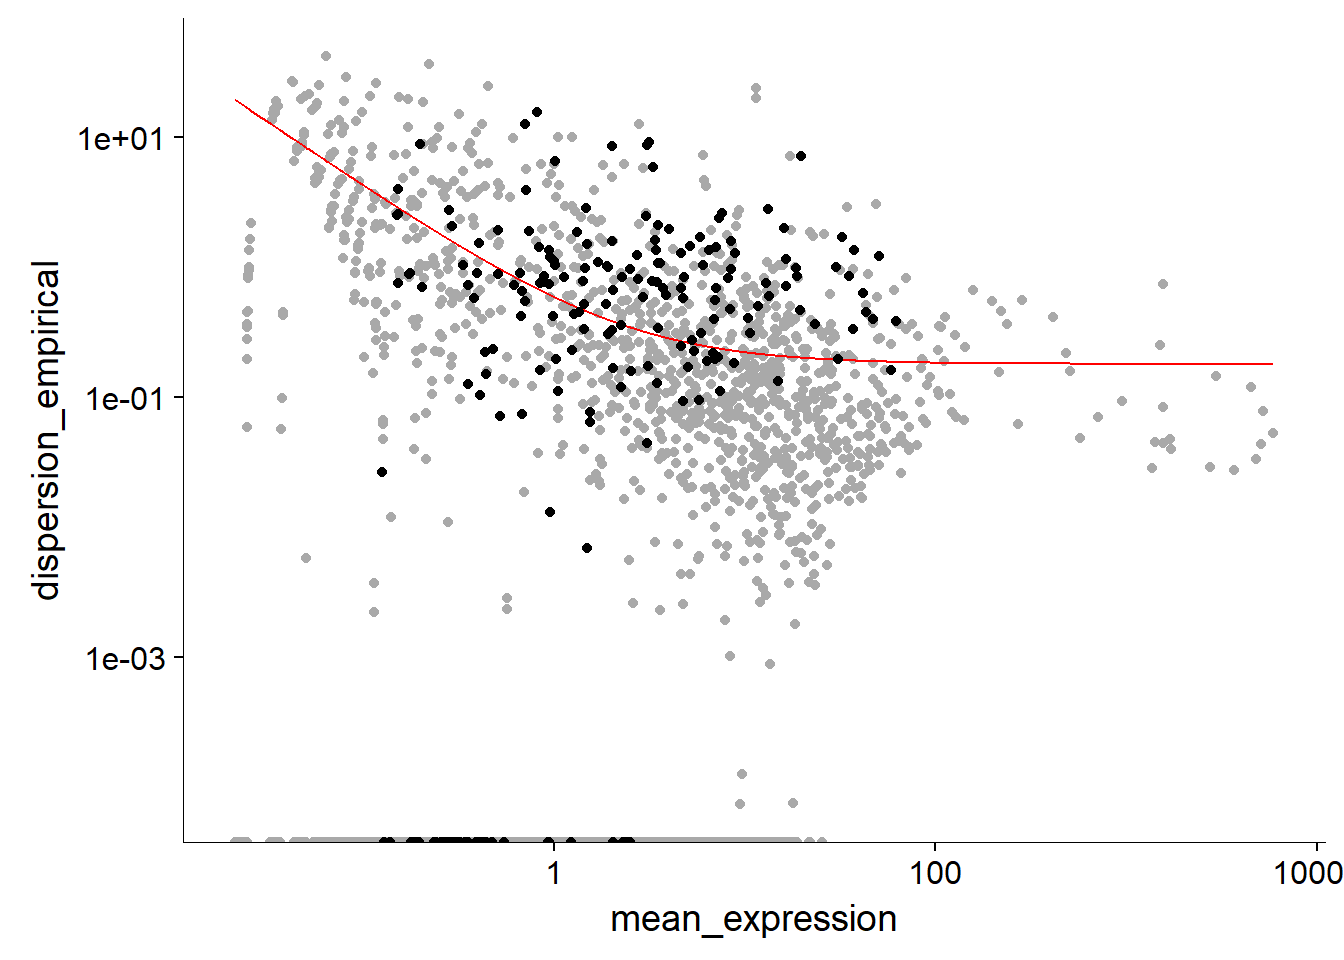 dispersion_empirical
1e+01
1e-01
1e-03
1
100
1000
mean_expression